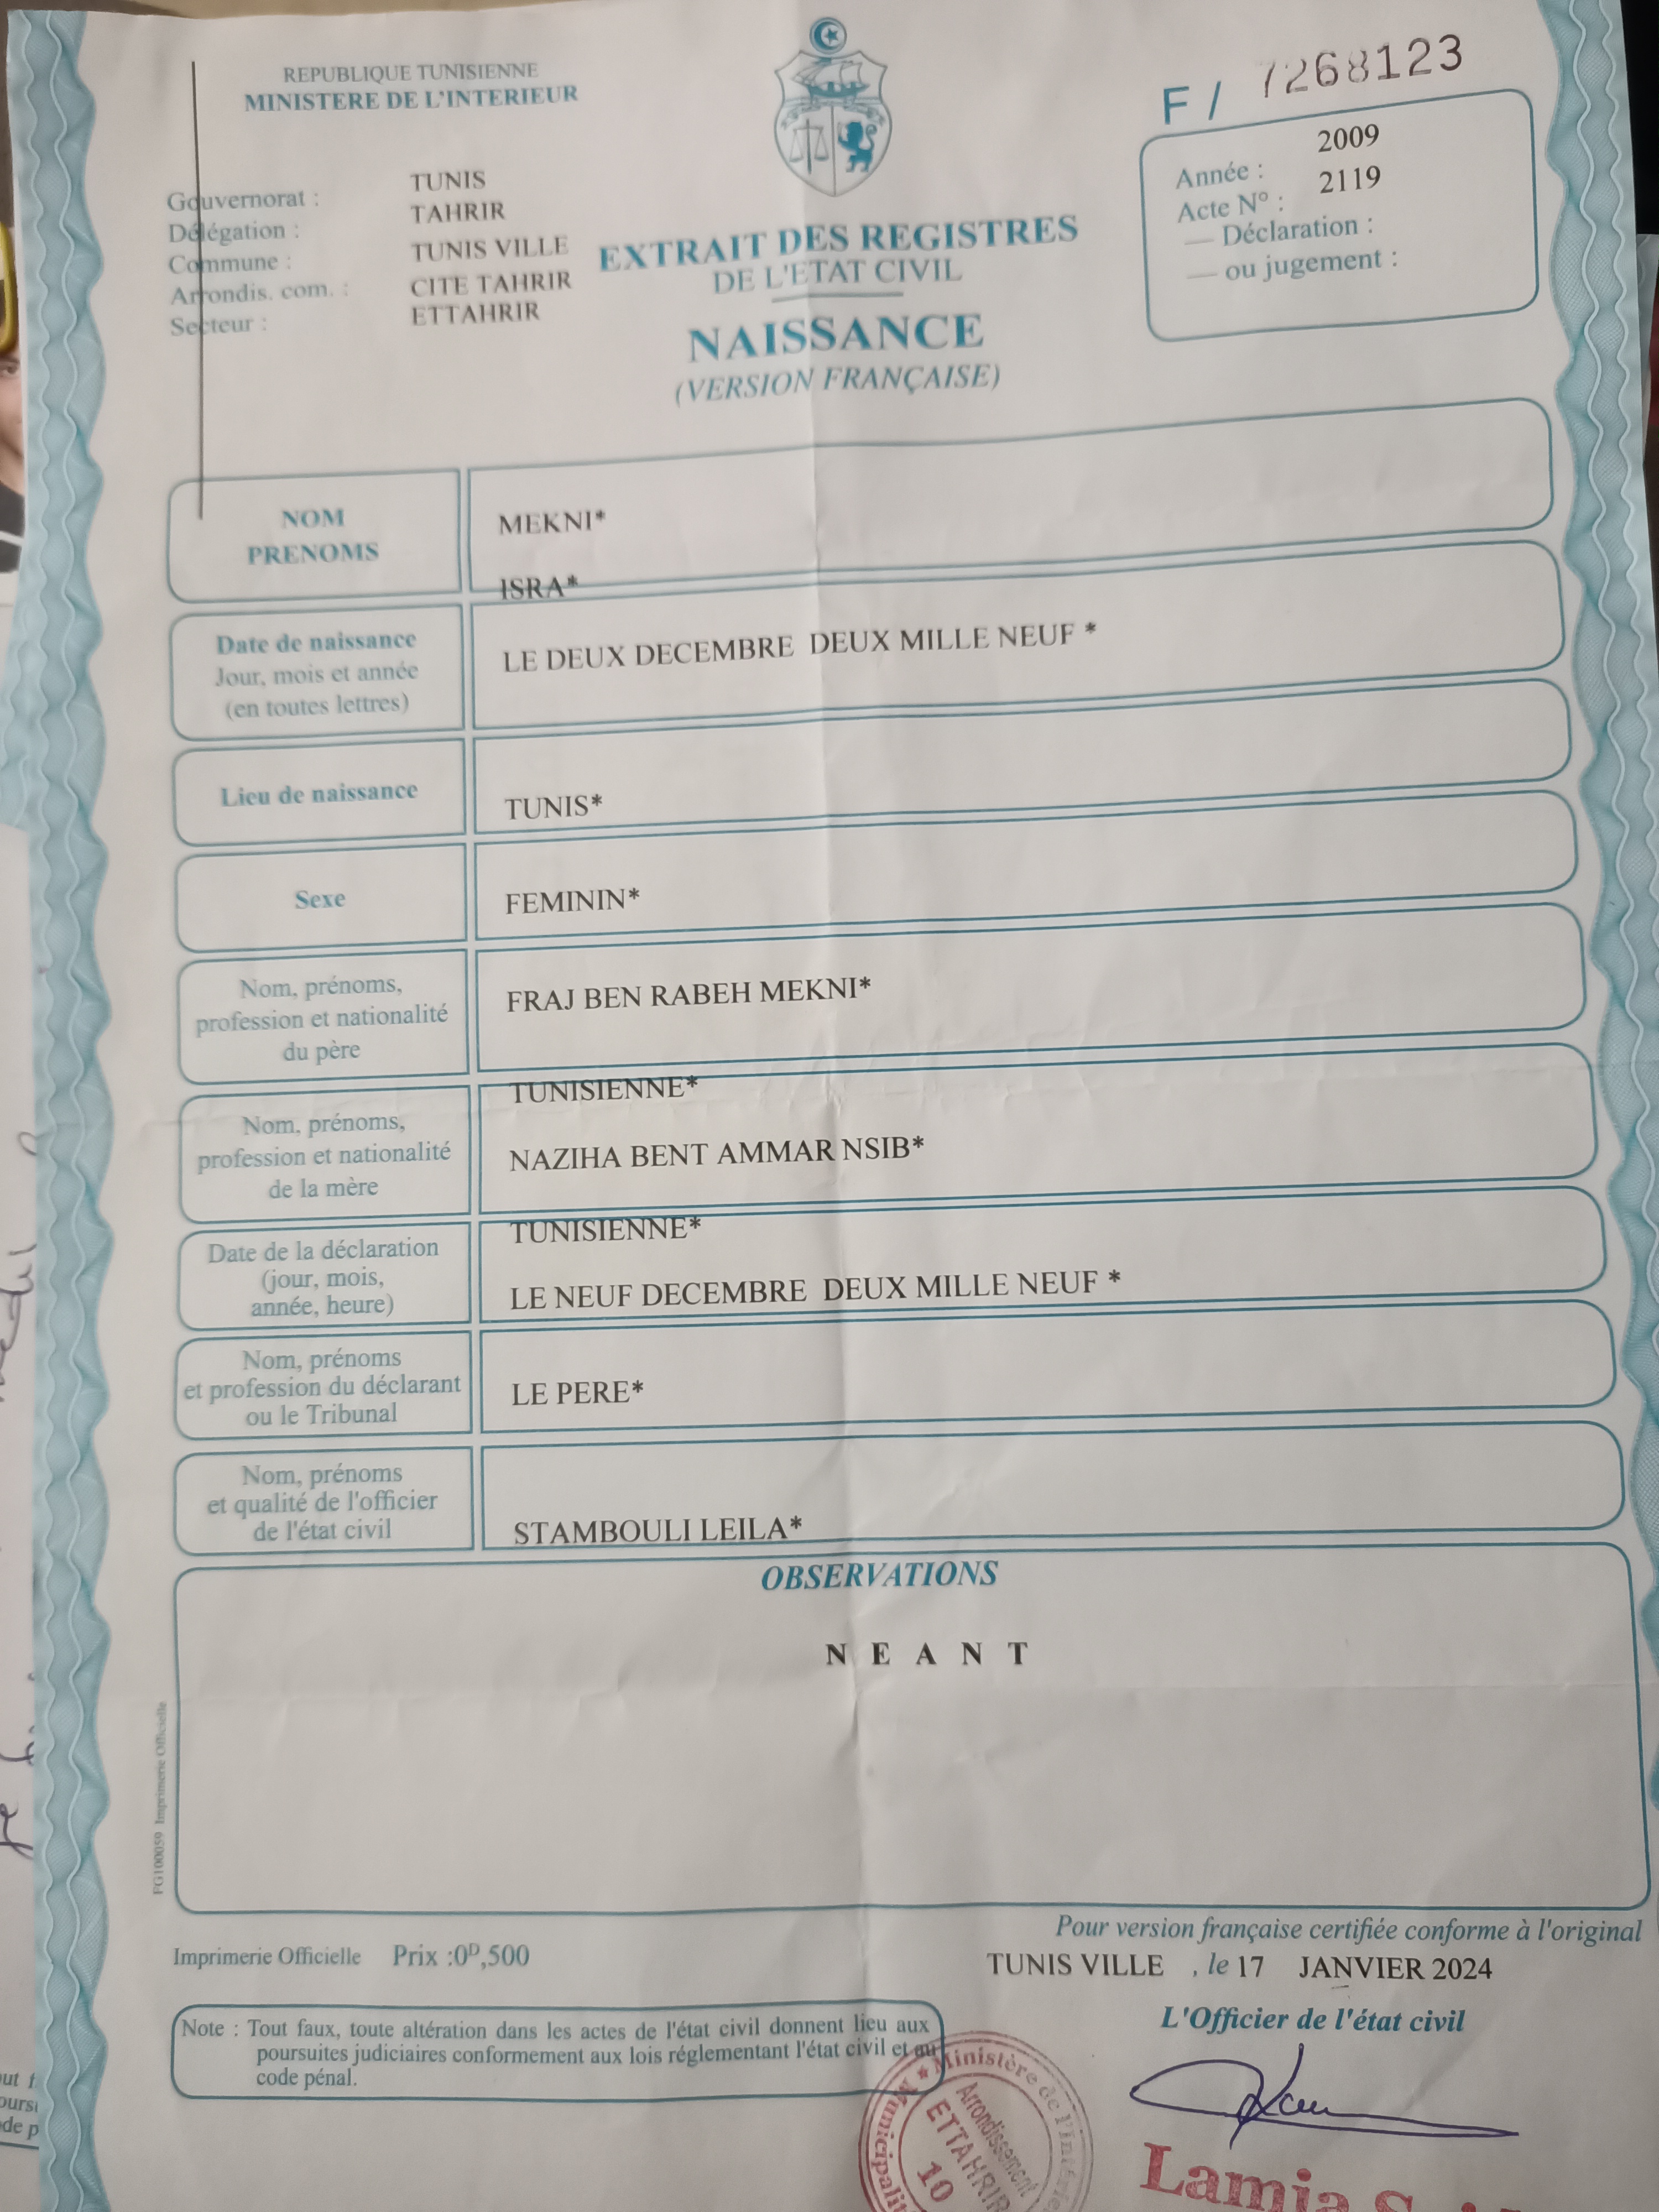 REPUBLIQUE TUNISIENNE
MINISTERE DE L'INTERIEUR
F / 7268123
Gouvernorat : TUNIS
Délégation : TAHRIR
Commune : TUNIS VILLE
Arrondis. com. : CITE TAHRIR
Secteur : ETTAHRIR
Année : 2009
Acte N° : 2119
— Déclaration :
— ou jugement :
EXTRAIT DES REGISTRES
DE L'ETAT CIVIL
NAISSANCE
(VERSION FRANÇAISE)
NOM
PRENOMS
MEKNI*
ISRA*
Date de naissance
Jour, mois et année
(en toutes lettres)
LE DEUX DECEMBRE DEUX MILLE NEUF *
Lieu de naissance
TUNIS*
Sexe
FEMININ*
Nom, prénoms,
profession et nationalité
du père
FRAJ BEN RABEH MEKNI*
TUNISIENNE*
Nom, prénoms,
profession et nationalité
de la mère
NAZIHA BENT AMMAR NSIB*
TUNISIENNE*
Date de la déclaration
(jour, mois,
année, heure)
LE NEUF DECEMBRE DEUX MILLE NEUF *
Nom, prénoms
et profession du déclarant
ou le Tribunal
LE PERE*
Nom, prénoms
et qualité de l'officier
de l'état civil
STAMBOULI LEILA*
OBSERVATIONS
N E A N T
FG100059 Imprimerie Officielle
Pour version française certifiée conforme à l'original
Imprimerie Officielle Prix :0ᴰ,500
TUNIS VILLE , le 17 JANVIER 2024
L'Officier de l'état civil
Note : Tout faux, toute altération dans les actes de l'état civil donnent lieu aux
poursuites judiciaires conformement aux lois réglementant l'état civil et au
code pénal.
Ministère de l'Intérie
Municipalit
Arrondissement
ETTAHRIR
10
Lamia